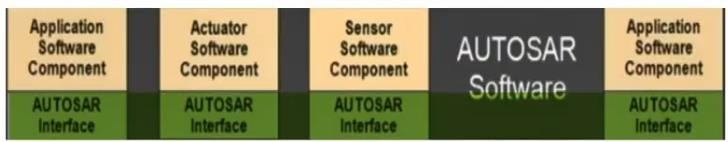 Application
Software
Component
AUTOSAR
Interface
Actuator
Software
Component
AUTOSAR
Interface
Sensor
Software
Component
AUTOSAR
Interface
AUTOSAR
Software
Application
Software
Component
AUTOSAR
Interface